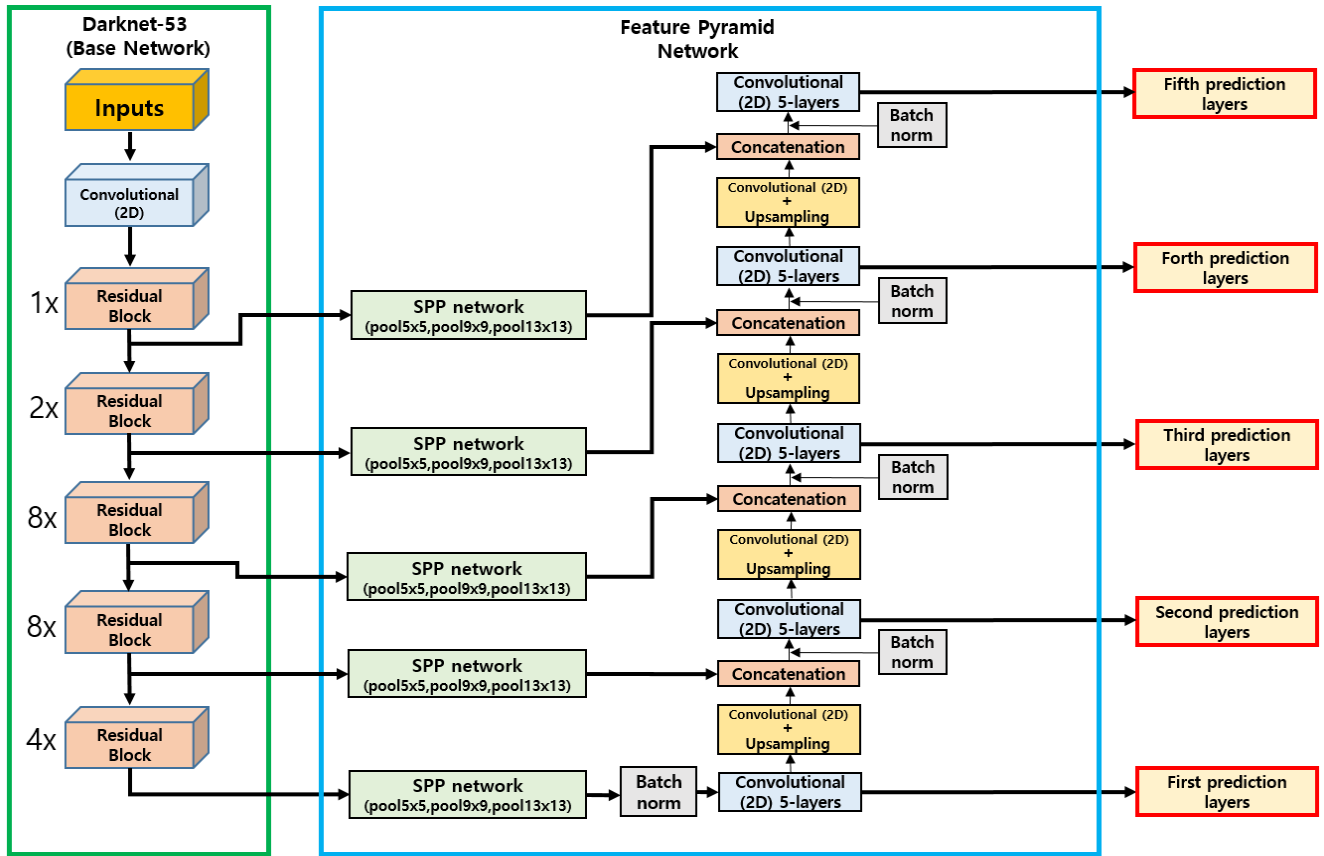 Darknet-53
(Base Network)
Inputs
Convolutional
(2D)
1x
Residual
Block
2x
Residual
Block
8x
Residual
Block
8x
Residual
Block
4x
Residual
Block
Feature Pyramid
Network
SPP network
(pool5x5,pool9x9,pool13x13)
SPP network
(pool5x5,pool9x9,pool13x13)
SPP network
(pool5x5,pool9x9,pool13x13)
SPP network
(pool5x5,pool9x9,pool13x13)
SPP network
(pool5x5,pool9x9,pool13x13)
Batch
norm
Convolutional
(2D) 5-layers
Batch
norm
Concatenation
Convolutional (2D)
+
Upsampling
Convolutional
(2D) 5-layers
Batch
norm
Concatenation
Convolutional (2D)
+
Upsampling
Convolutional
(2D) 5-layers
Batch
norm
Concatenation
Convolutional (2D)
+
Upsampling
Convolutional
(2D) 5-layers
Batch
norm
Concatenation
Convolutional (2D)
+
Upsampling
Convolutional
(2D) 5-layers
Fifth prediction
layers
Forth prediction
layers
Third prediction
layers
Second prediction
layers
First prediction
layers